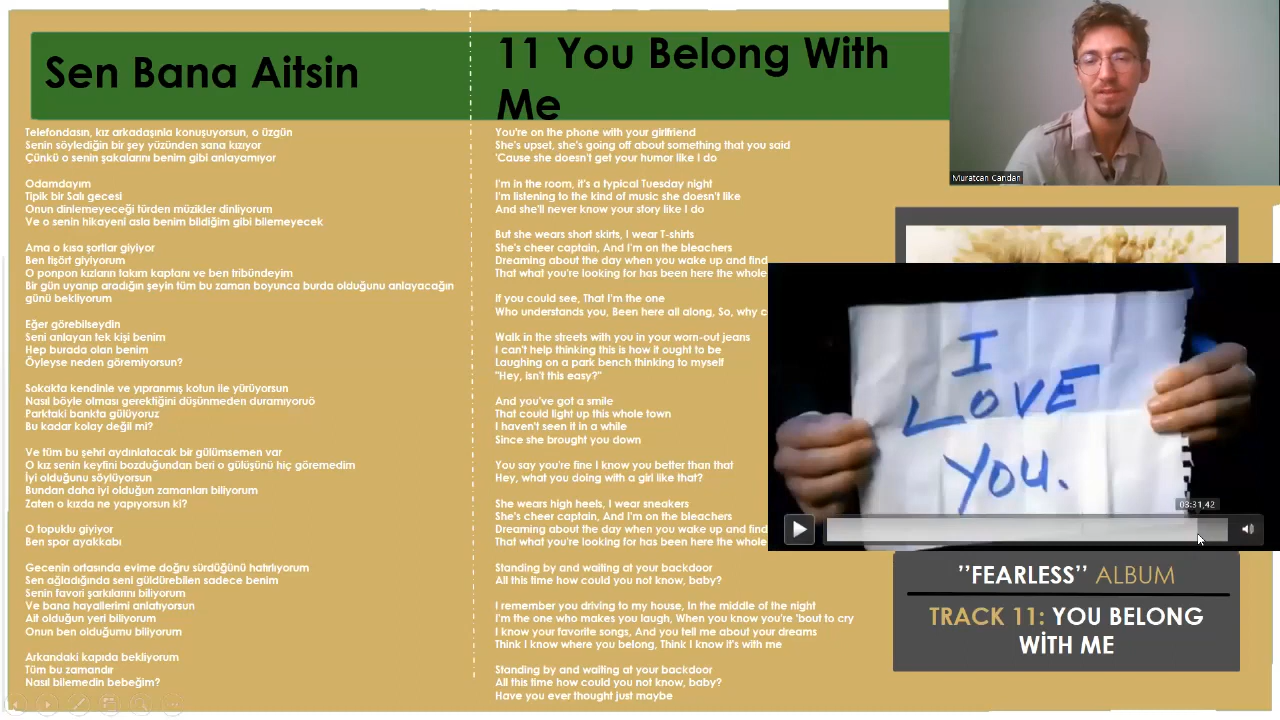 Sen Bana Aitsin
Telefondasın, kız arkadaşınla konuşuyorsun, o üzgün
Senin söylediğin bir şey yüzünden sana kızıyor
Çünkü o senin şakalarını benim gibi anlayamıyor
Odamdayım
Tipik bir Salı gecesi
Onun dinlemeyeceği türden müzikler dinliyorum
Ve o senin hikayeni asla benim bildiğim gibi bilemeyecek
Ama o kısa şortlar giyiyor
Ben tişört giyiyorum
O ponpon kızların takım kaptanı ve ben tribündeyim
Bir gün uyanıp aradığın şeyin tüm bu zaman boyunca burda olduğunu anlayacağın
günü bekliyorum
Eğer görebilseydin
Seni anlayan tek kişi benim
Hep burada olan benim
Öyleyse neden göremiyorsun?
Sokakta kendinle ve yıpranmış kotun ile yürüyorsun
Nasıl böyle olması gerektiğini düşünmeden duramıyoruö
Parktaki bankta gülüyoruz
Bu kadar kolay değil mi?
Ve tüm bu şehri aydınlatacak bir gülümsemen var
O kız senin keyfini bozduğundan beri o gülüşünü hiç göremedim
İyi olduğunu söylüyorsun
Bundan daha iyi olduğun zamanları biliyorum
Zaten o kızda ne yapıyorsun ki?
O topuklu giyiyor
Ben spor ayakkabı
Gecenin ortasında evime doğru sürdüğünü hatırlıyorum
Sen ağladığında seni güldürebilen sadece benim
Senin favori şarkılarını biliyorum
Ve bana hayallerimi anlatıyorsun
Ait olduğun yeri biliyorum
Onun ben olduğumu biliyorum
Arkandaki kapıda bekliyorum
Tüm bu zamandır
Nasıl bilemedin bebeğim?
11 You Belong With
Me
You're on the phone with your girlfriend
She's upset, she's going off about something that you said
'Cause she doesn't get your humor like I do
I'm in the room, it's a typical Tuesday night
I'm listening to the kind of music she doesn't like
And she'll never know your story like I do
But she wears short skirts, I wear T-shirts
She's cheer captain, And I'm on the bleachers
Dreaming about the day when you wake up and find
That what you're looking for has been here the whole
If you could see, That I'm the one
Who understands you, Been here all along, So, why c
Walk in the streets with you in your worn-out jeans
I can't help thinking this is how it ought to be
Laughing on a park bench thinking to myself
"Hey, isn't this easy?"
And you've got a smile
That could light up this whole town
I haven't seen it in a while
Since she brought you down
You say you're fine I know you better than that
Hey, what you doing with a girl like that?
She wears high heels, I wear sneakers
She's cheer captain, And I'm on the bleachers
Dreaming about the day when you wake up and find
That what you're looking for has been here the whole
Standing by and waiting at your backdoor
All this time how could you not know, baby?
I remember you driving to my house, In the middle of the night
I'm the one who makes you laugh, When you know you're 'bout to cry
I know your favorite songs, And you tell me about your dreams
Think I know where you belong, Think I know it's with me
Standing by and waiting at your backdoor
All this time how could you not know, baby?
Have you ever thought just maybe
Muratcan Candan
I
LOVE
YOU.
03:31,42
’’FEARLESS’’ ALBUM
TRACK 11: YOU BELONG
WİTH ME